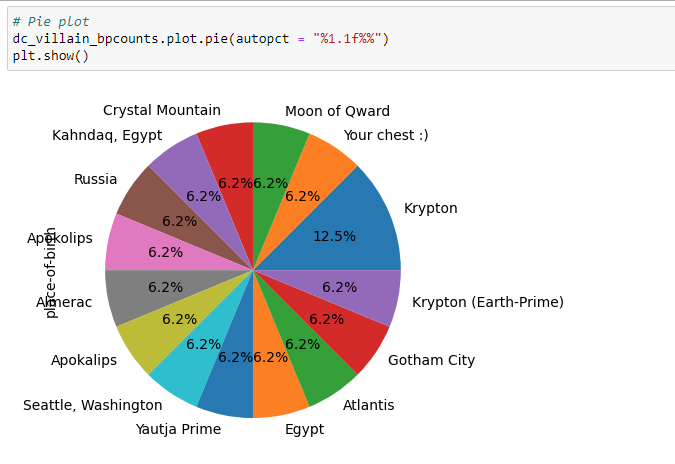 # Pie plot
dc_villain_bpcounts.plot.pie(autopct = "%1.1f%%")
plt.show()
Crystal Mountain
Moon of Qward
Kahndaq, Egypt
Your chest :)
Russia
6.2%
6.2%
6.2%
6.2%
Krypton
6.2%
12.5%
Apokolips
6.2%
place-of-birth
Almerac
6.2%
6.2%
Krypton (Earth-Prime)
6.2%
6.2%
Apokalips
6.2%
6.2%
6.2%
6.2%
Gotham City
Seattle, Washington
Atlantis
Yautja Prime
Egypt